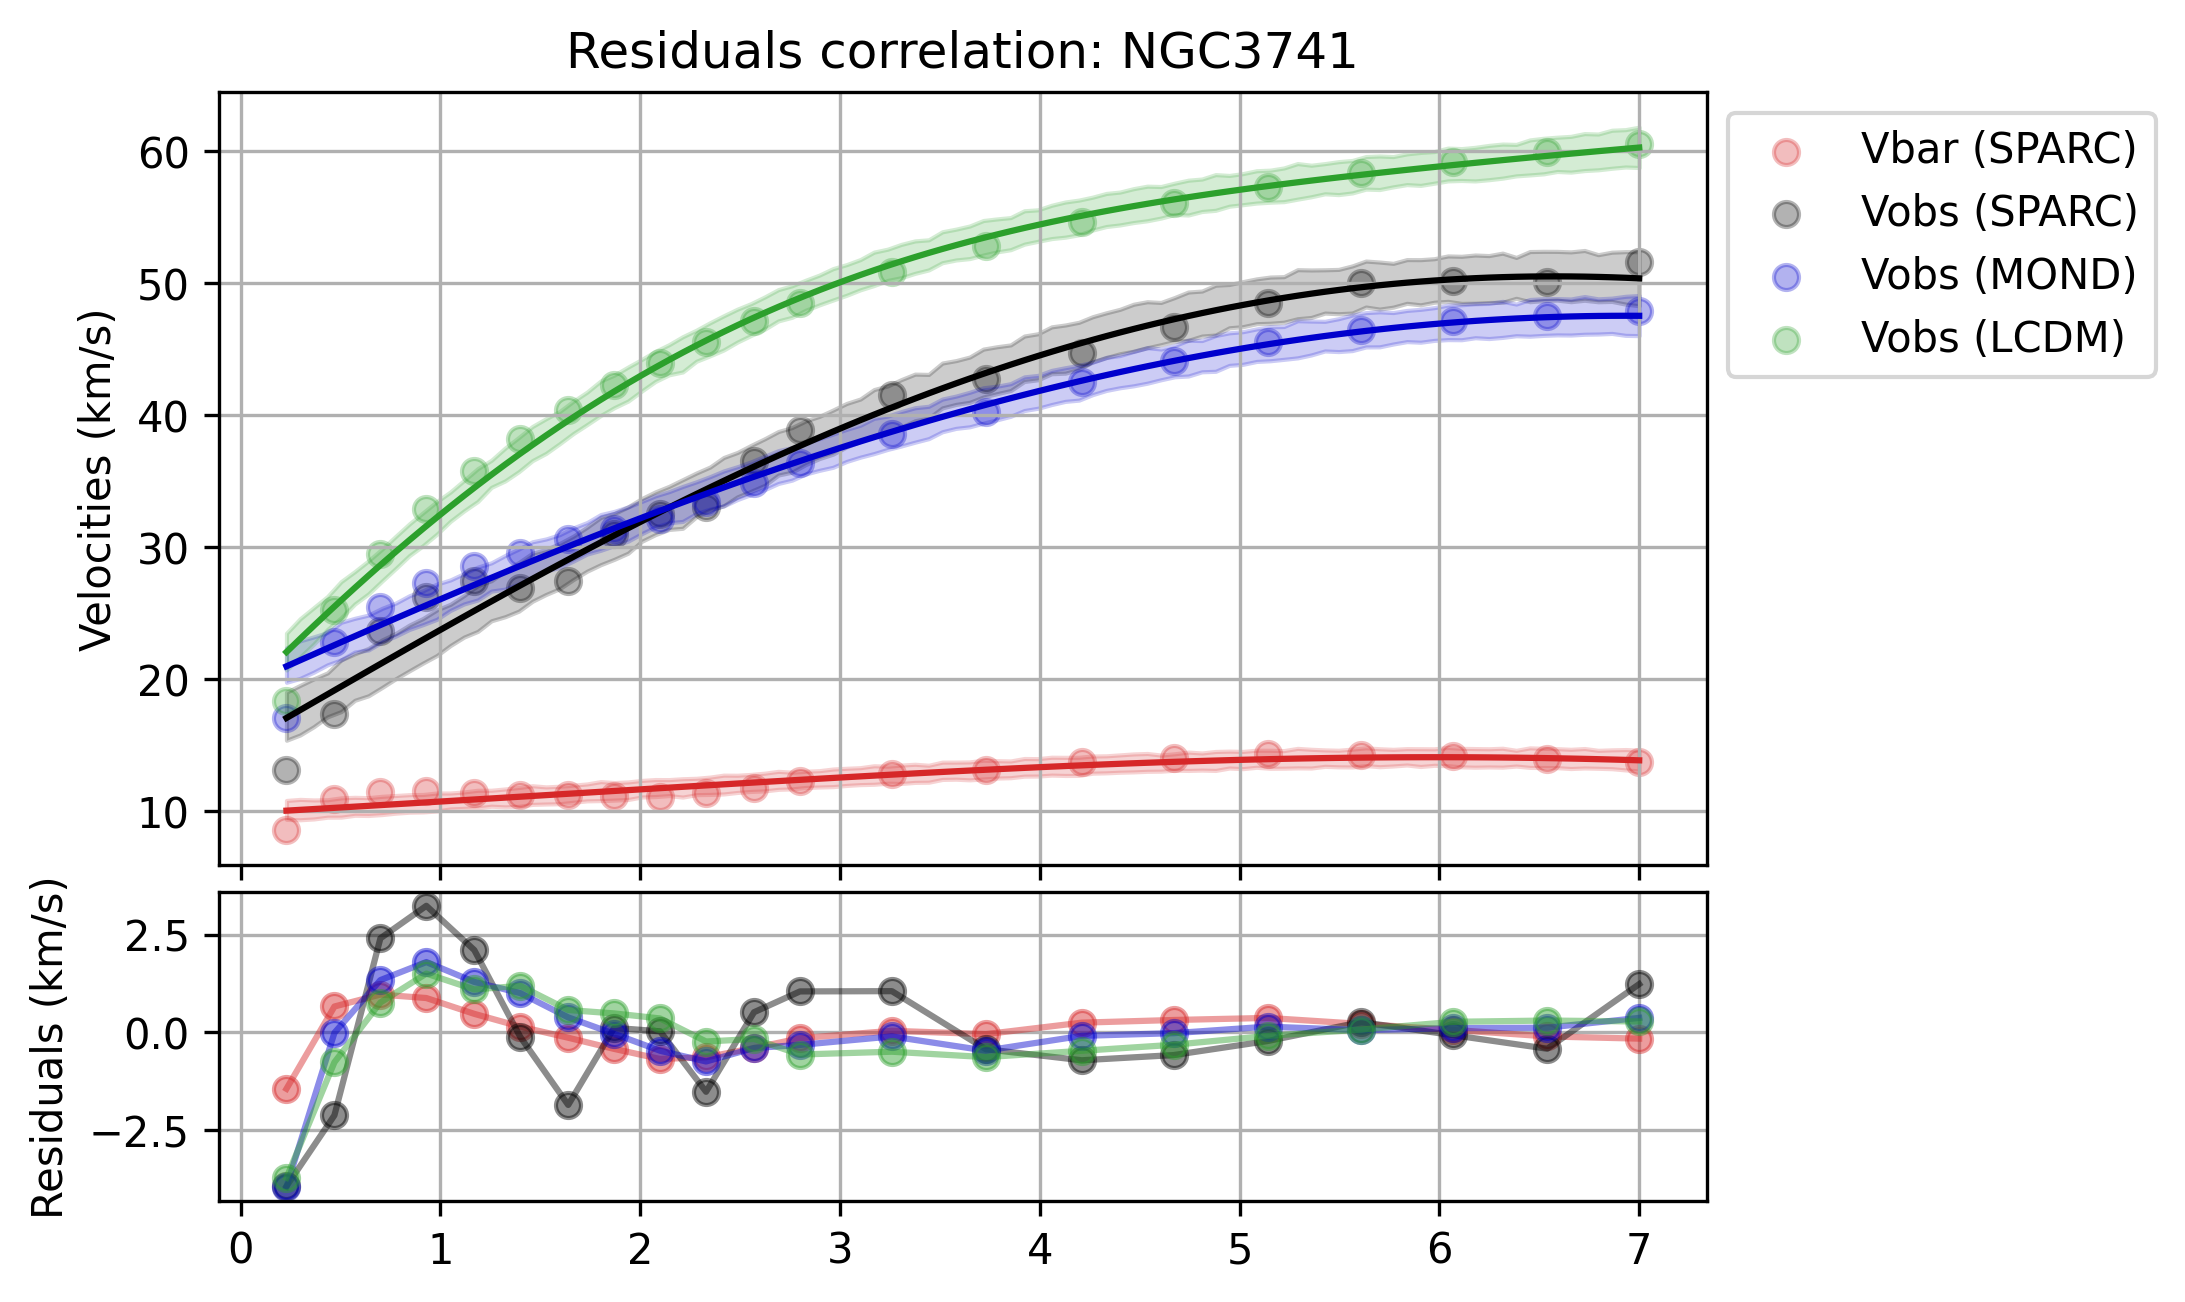 Residuals correlation: NGC3741
Velocities (km/s)
60
50
40
30
20
10
Vbar (SPARC)
Vobs (SPARC)
Vobs (MOND)
Vobs (LCDM)
Residuals (km/s)
2.5
0.0
−2.5
0 1 2 3 4 5 6 7